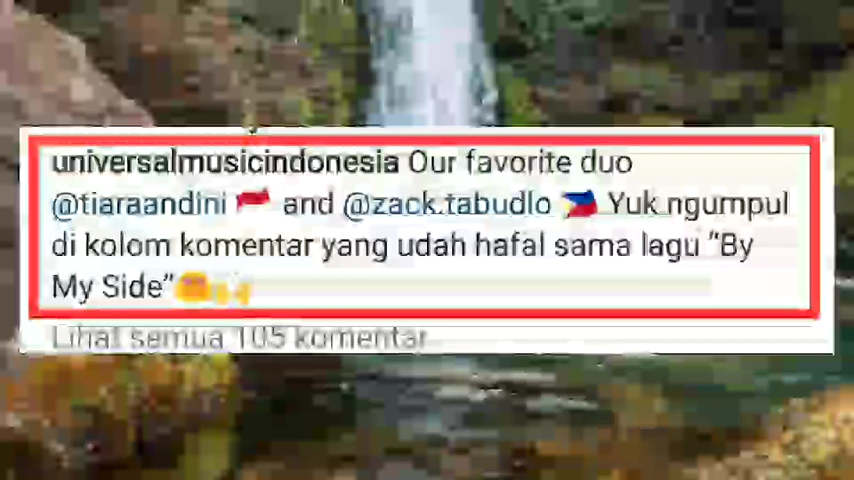 universalmusicindonesia Our favorite duo
@tiaraandini 🇮🇩 and @zack.tabudlo 🇵🇭 Yuk ngumpul
di kolom komentar yang udah hafal sama lagu "By
My Side"
Lihat semua 105 komentar